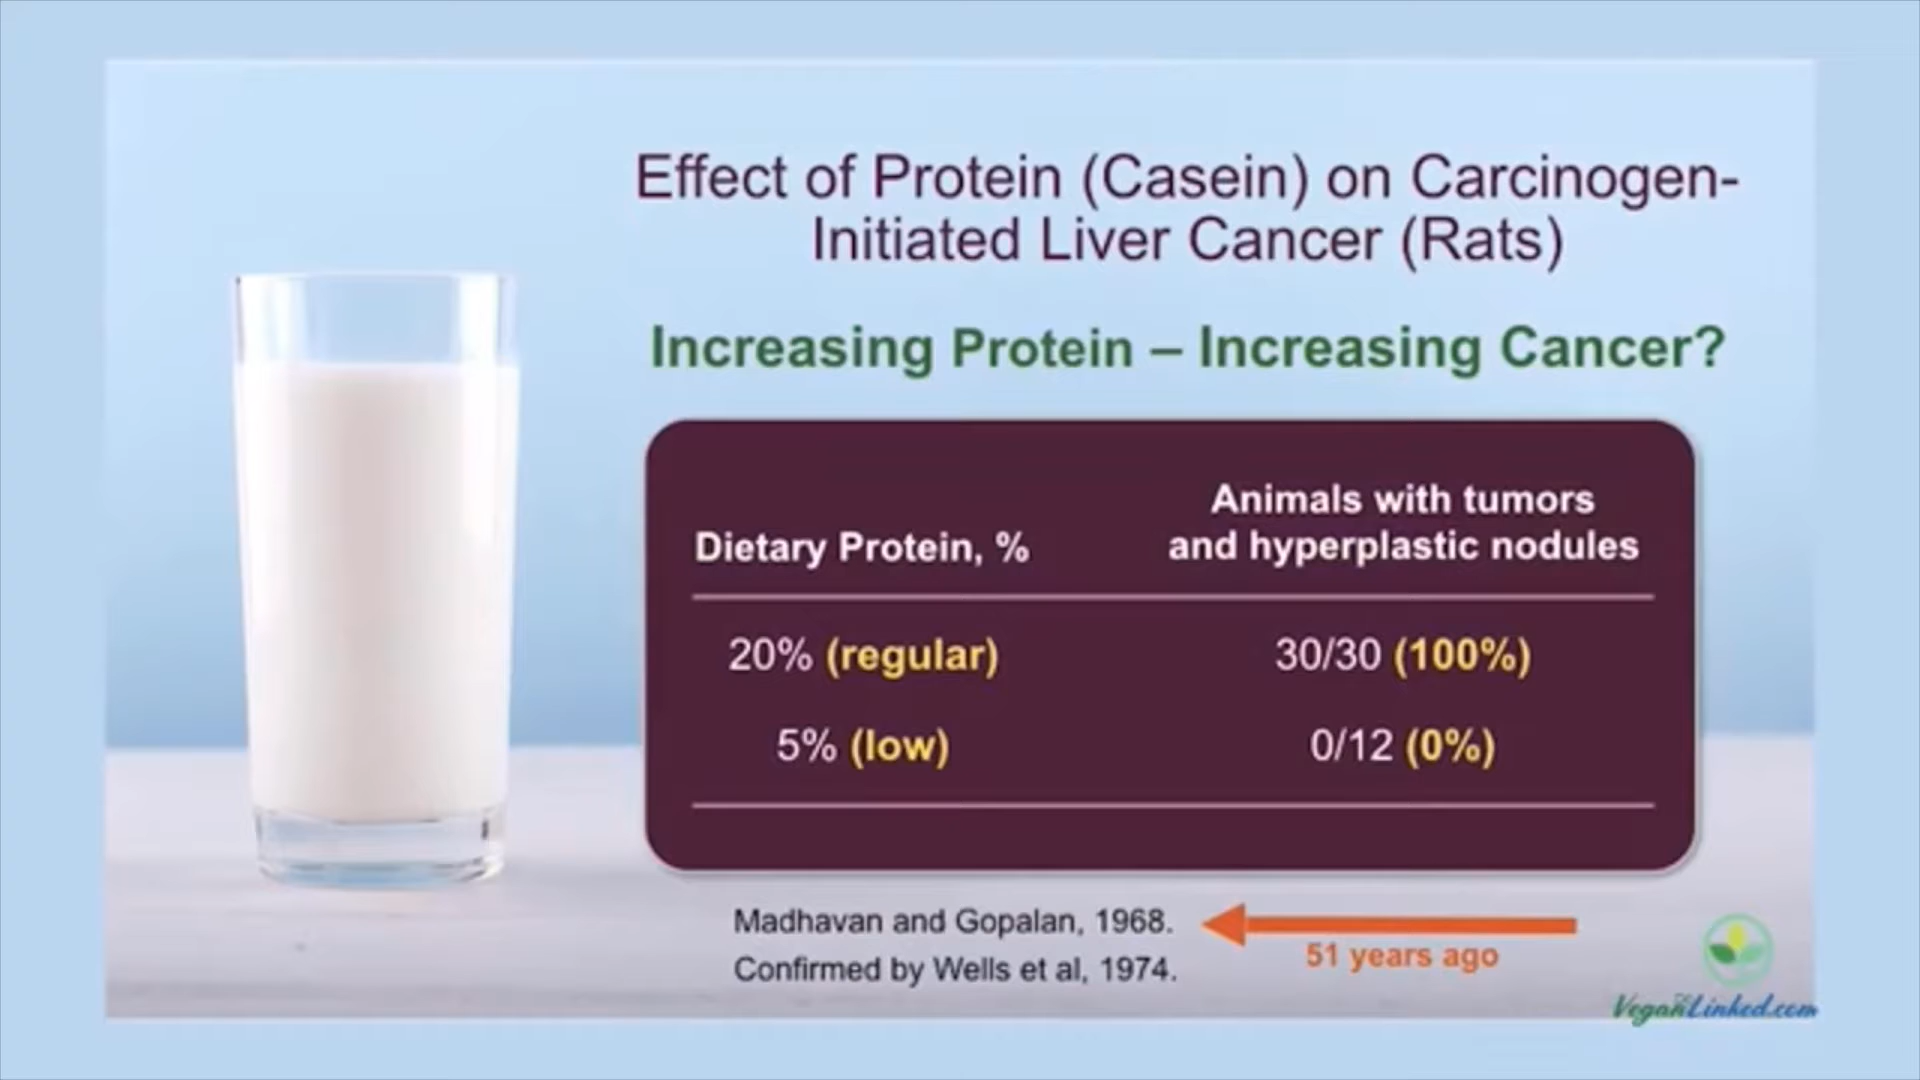 Effect of Protein (Casein) on Carcinogen-
Initiated Liver Cancer (Rats)
Increasing Protein – Increasing Cancer?
Dietary Protein, %
Animals with tumors
and hyperplastic nodules
20% (regular) 30/30 (100%)
5% (low) 0/12 (0%)
Madhavan and Gopalan, 1968.
51 years ago
Confirmed by Wells et al, 1974.
VeganLinked.com